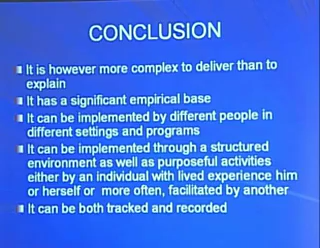 CONCLUSION
It is however more complex to deliver than to
explain
It has a significant empirical base
It can be implemented by different people in
different settings and programs
It can be implemented through a structured
environment as well as purposeful activities
either by an individual with lived experience him
or herself or more often, facilitated by another
It can be both tracked and recorded